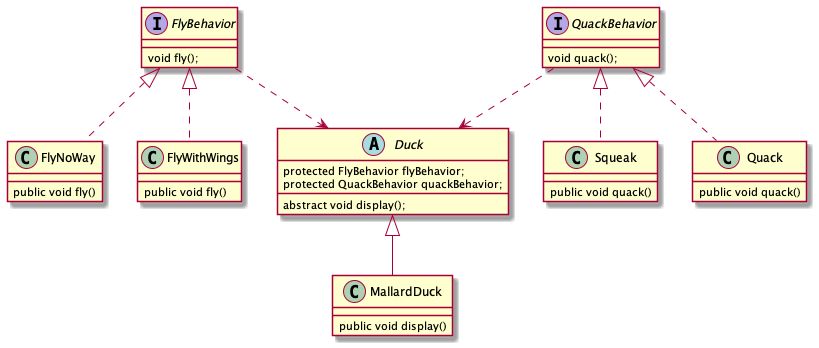 I FlyBehavior
void fly();
I QuackBehavior
void quack();
C FlyNoWay
public void fly()
C FlyWithWings
public void fly()
A Duck
protected FlyBehavior flyBehavior;
protected QuackBehavior quackBehavior;
abstract void display();
C Squeak
public void quack()
C Quack
public void quack()
C MallardDuck
public void display()